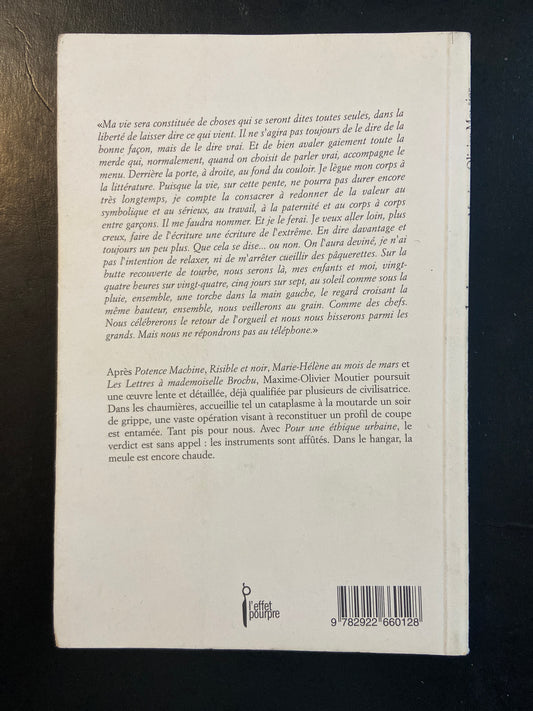 «Ma vie sera constituée de choses qui se seront dites toutes seules, dans la
liberté de laisser dire ce qui vient. Il ne s'agira pas toujours de le dire de la
bonne façon, mais de le dire vrai. Et de bien avaler gaiement toute la
merde qui, normalement, quand on choisit de parler vrai, accompagne le
menu. Derrière la porte, à droite, au fond du couloir. Je lègue mon corps à
la littérature. Puisque la vie, sur cette pente, ne pourra pas durer encore
très longtemps, je compte la consacrer à redonner de la valeur au
symbolique et au sérieux, au travail, à la paternité et au corps à corps
entre garçons. Il me faudra nommer. Et je le ferai. Je veux aller loin, plus
creux, faire de l'écriture une écriture de l'extrême. En dire davantage et
toujours un peu plus. Que cela se dise... ou non. On l'aura deviné, je n'ai
pas l'intention de relaxer, ni de m'arrêter cueillir des pâquerettes. Sur la
butte recouverte de tourbe, nous serons là, mes enfants et moi, vingt-
quatre heures sur vingt-quatre, cinq jours sur sept, au soleil comme sous la
pluie, ensemble, une torche dans la main gauche, le regard croisant la
même hauteur, ensemble, nous veillerons au grain. Comme des chefs.
Nous célébrerons le retour de l'orgueil et nous nous hisserons parmi les
grands. Mais nous ne répondrons pas au téléphone.»
Après Potence Machine, Risible et noir, Marie-Hélène au mois de mars et
Les Lettres à mademoiselle Brochu, Maxime-Olivier Moutier poursuit
une œuvre lente et détaillée, déjà qualifiée par plusieurs de civilisatrice.
Dans les chaumières, accueillie tel un cataplasme à la moutarde un soir
de grippe, une vaste opération visant à reconstituer un profil de coupe
est entamée. Tant pis pour nous. Avec Pour une éthique urbaine, le
verdict est sans appel : les instruments sont affûtés. Dans le hangar, la
meule est encore chaude.
l'effet
pourpre
9 782922 660128